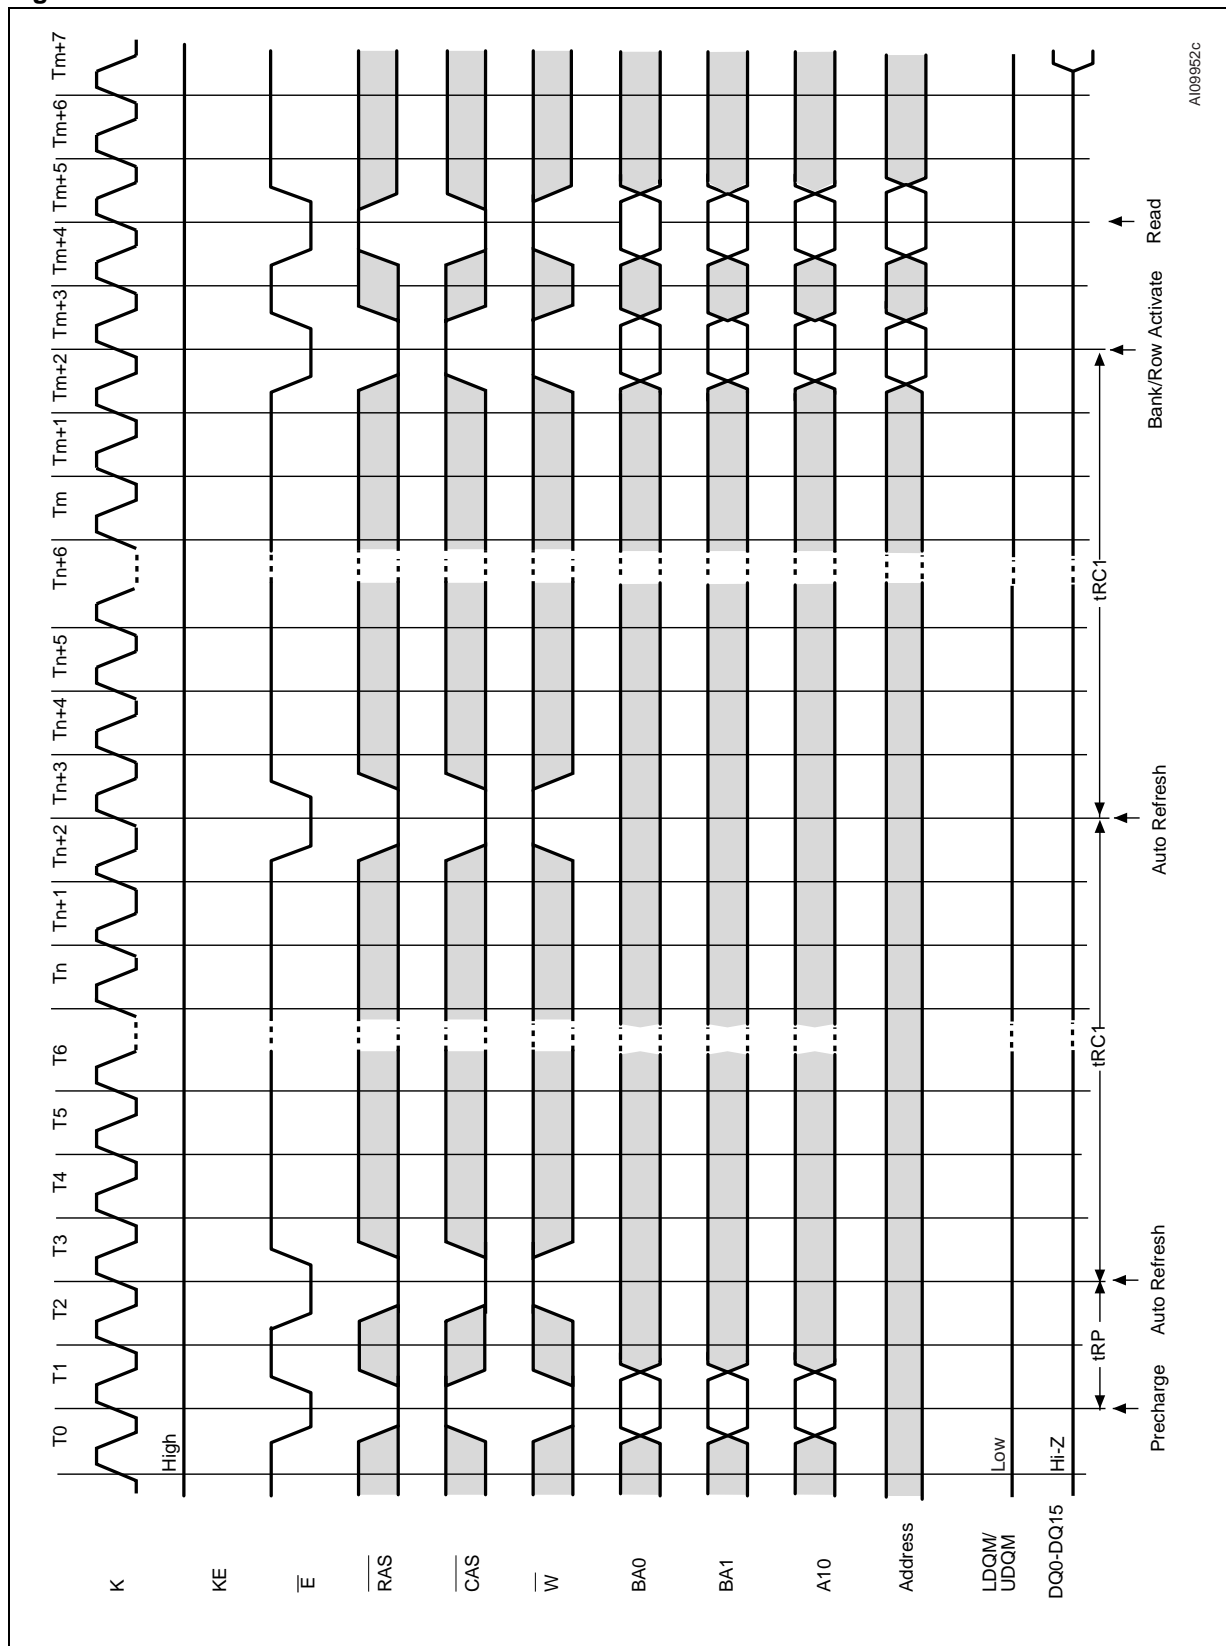 T0 T1 T2 T3 T4 T5 T6 Tn Tn+1 Tn+2 Tn+3 Tn+4 Tn+5 Tn+6 Tm Tm+1 Tm+2 Tm+3 Tm+4 Tm+5 Tm+6 Tm+7
K
High
KE
E
RAS
CAS
W
BA0
BA1
A10
Address
Low
LDQM/
UDQM
Hi-Z
DQ0-DQ15
tRP tRC1 tRC1
Precharge Auto Refresh Auto Refresh Bank/Row Activate Read
AI09952c